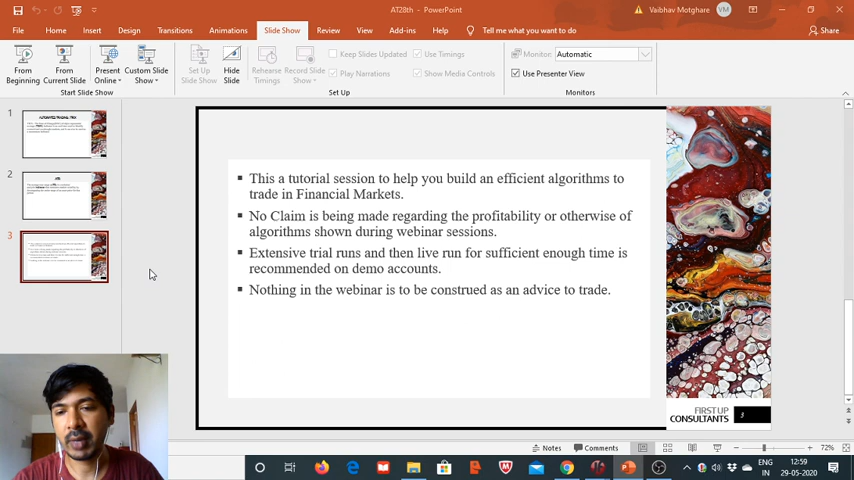 AT28th - PowerPoint
Vaibhav Motghare
VM
File
Home
Insert
Design
Transitions
Animations
Slide Show
Review
View
Add-ins
Help
Tell me what you want to do
Share
From Beginning
From Current Slide
Present Online
Custom Slide Show
Set Up Slide Show
Hide Slide
Rehearse Timings
Record Slide Show
Keep Slides Updated
Play Narrations
Use Timings
Show Media Controls
Monitor:
Automatic
Use Presenter View
Start Slide Show
Set Up
Monitors
1
2
3
This a tutorial session to help you build an efficient algorithms to
trade in Financial Markets.
No Claim is being made regarding the profitability or otherwise of
algorithms shown during webinar sessions.
Extensive trial runs and then live run for sufficient enough time is
recommended on demo accounts.
Nothing in the webinar is to be construed as an advice to trade.
FIRST UP
CONSULTANTS
3
Notes
Comments
72%
ENG
IN
12:59
29-05-2020